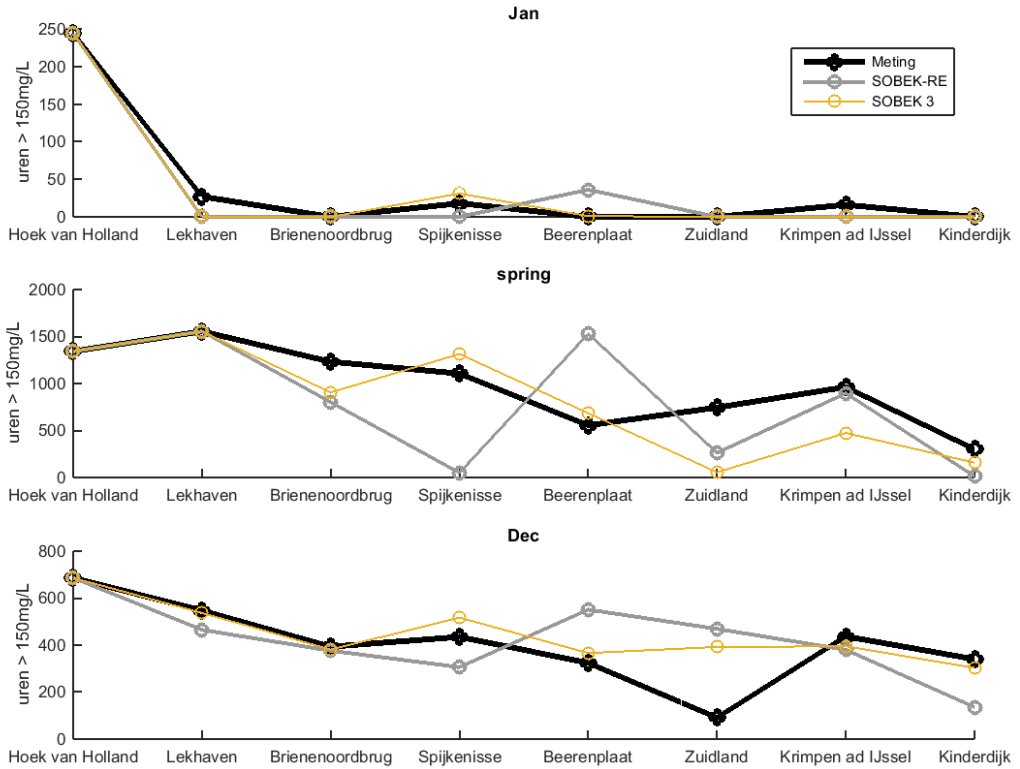 Jan
250
200
150
100
50
0
uren > 150mg/L
Meting
SOBEK-RE
SOBEK 3
Hoek van Holland Lekhaven Brienenoordbrug Spijkenisse Beerenplaat Zuidland Krimpen ad IJssel Kinderdijk
spring
2000
1500
1000
500
0
uren > 150mg/L
Hoek van Holland Lekhaven Brienenoordbrug Spijkenisse Beerenplaat Zuidland Krimpen ad IJssel Kinderdijk
Dec
800
600
400
200
0
uren > 150mg/L
Hoek van Holland Lekhaven Brienenoordbrug Spijkenisse Beerenplaat Zuidland Krimpen ad IJssel Kinderdijk